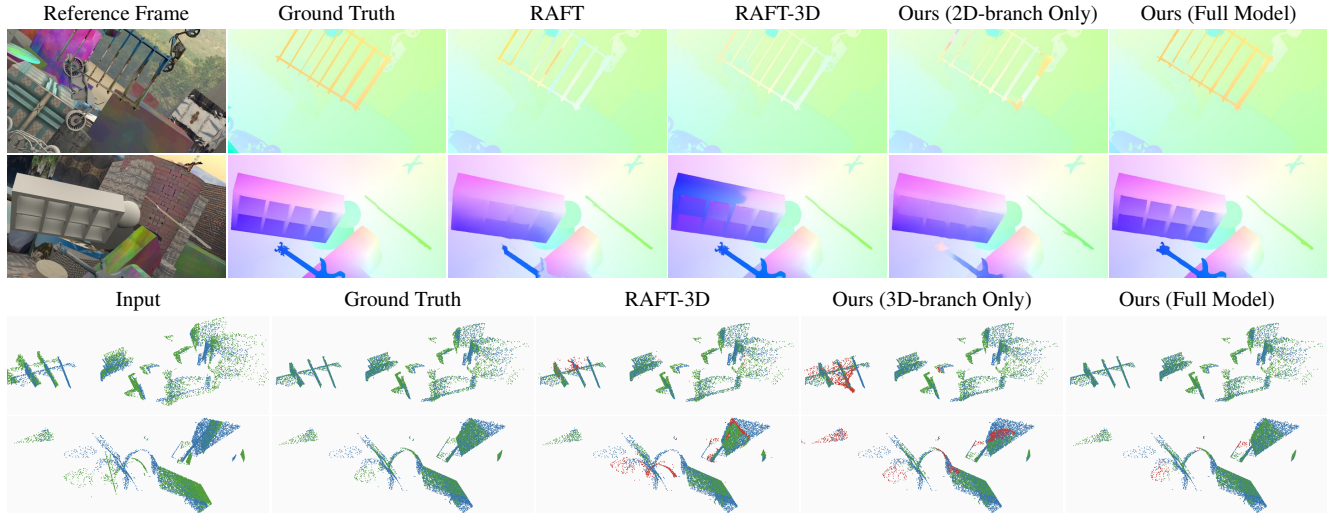 Reference Frame Ground Truth RAFT RAFT-3D Ours (2D-branch Only) Ours (Full Model)
Input Ground Truth RAFT-3D Ours (3D-branch Only) Ours (Full Model)